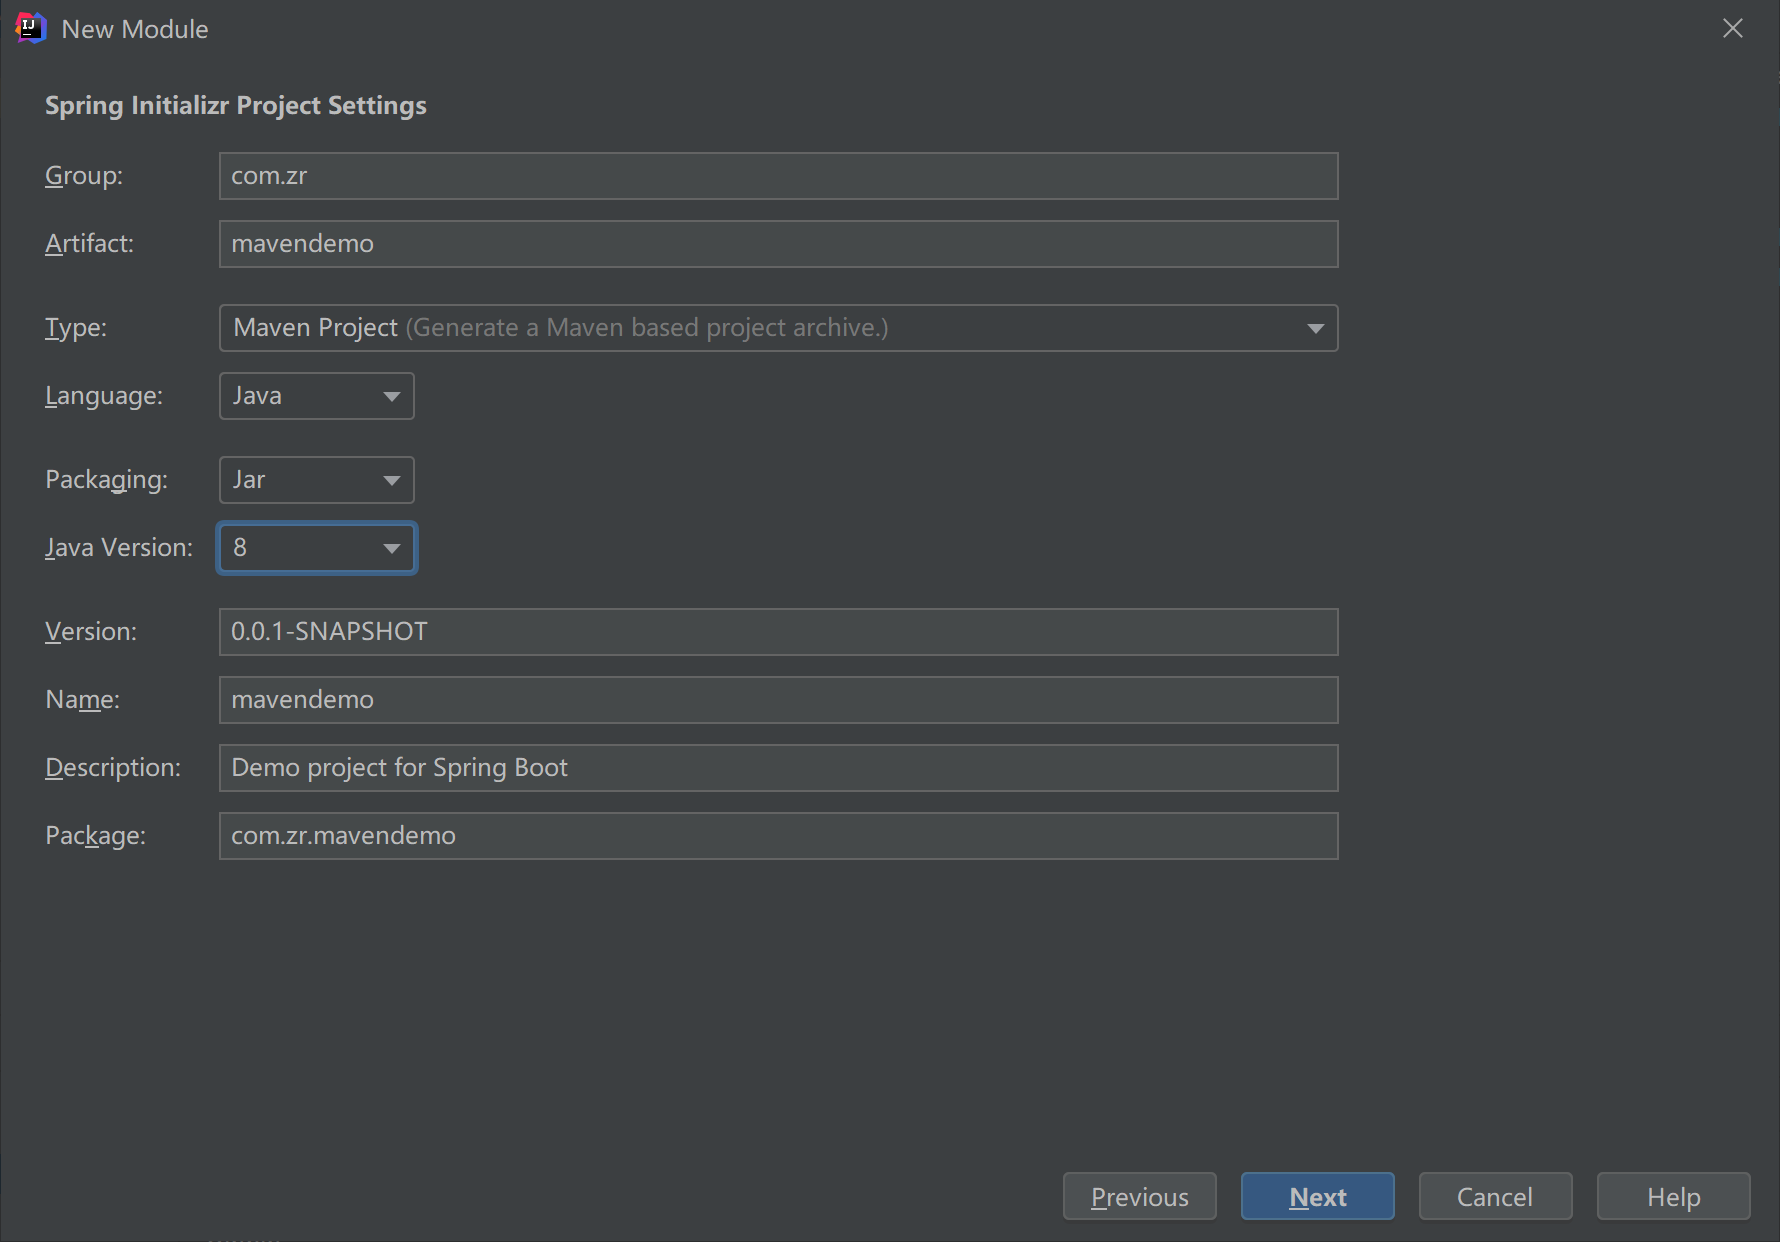 IJ
New Module
Spring Initializr Project Settings
Group: com.zr
Artifact: mavendemo
Type: Maven Project (Generate a Maven based project archive.)
Language: Java
Packaging: Jar
Java Version: 8
Version: 0.0.1-SNAPSHOT
Name: mavendemo
Description: Demo project for Spring Boot
Package: com.zr.mavendemo
Previous Next Cancel Help